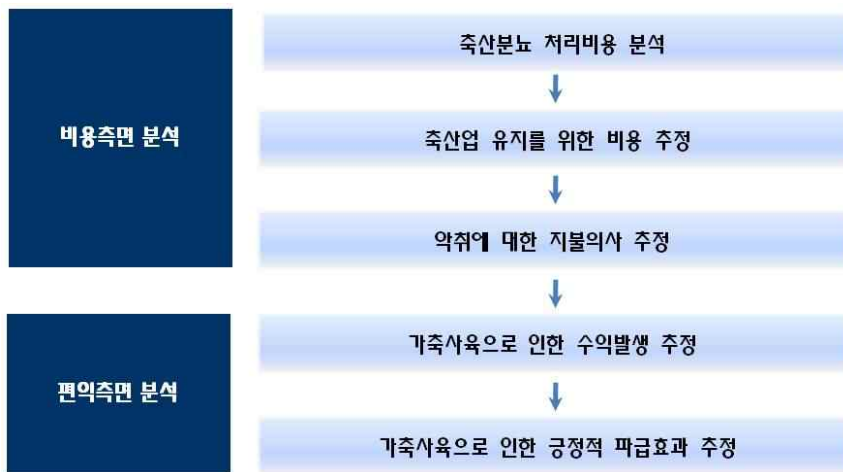 비용측면 분석
축산분뇨 처리비용 분석
축산업 유지를 위한 비용 추정
악취에 대한 지불의사 추정
편익측면 분석
가축사육으로 인한 수익발생 추정
가축사육으로 인한 긍정적 파급효과 추정